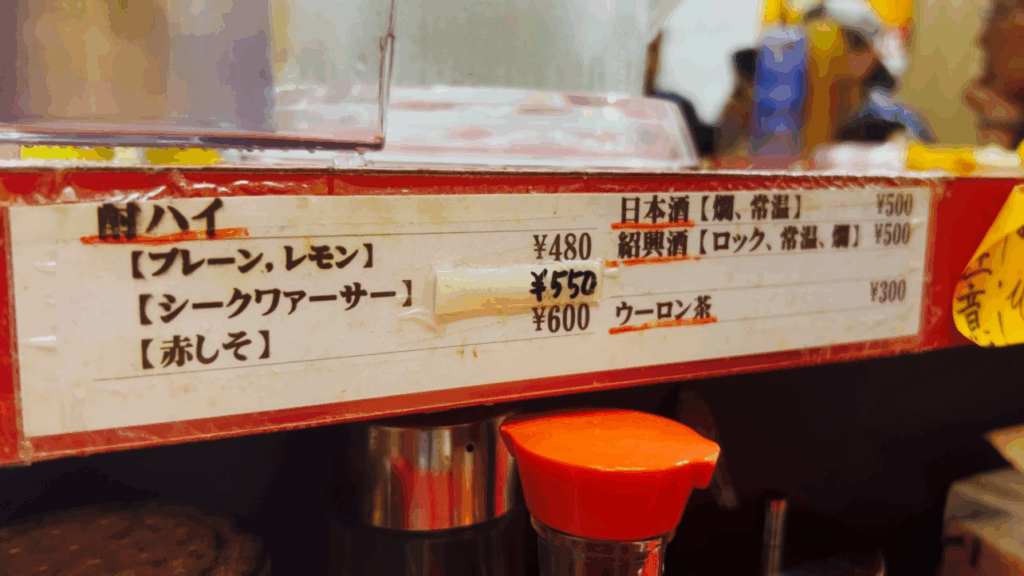 酎ハイ
【プレーン,レモン】 ¥480
【シークワァーサー】 ¥550
【赤しそ】 ¥600
日本酒【燗、常温】 ¥500
紹興酒【ロック、常温、燗】 ¥500
ウーロン茶 ¥300